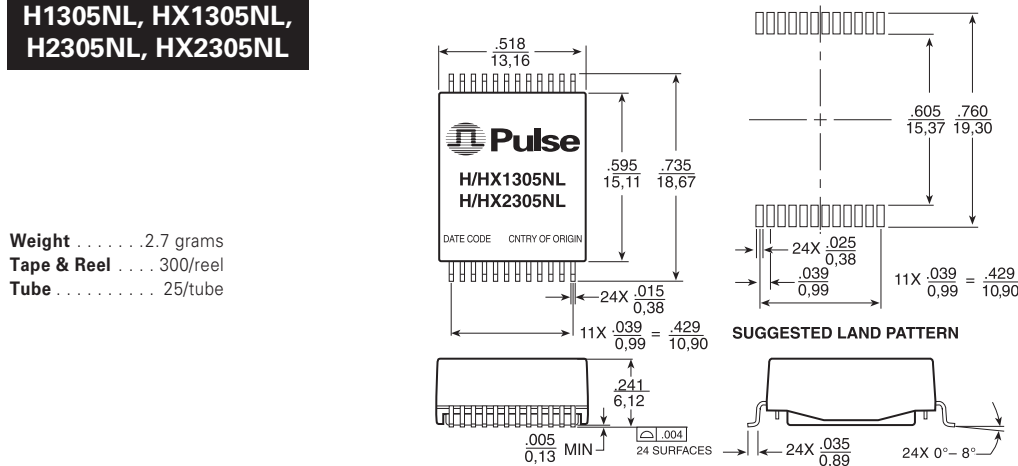 H1305NL, HX1305NL,
H2305NL, HX2305NL
Weight . . . . . . .2.7 grams
Tape & Reel . . . . 300/reel
Tube . . . . . . . . . . 25/tube
.518
13,16
Pulse
H/HX1305NL
H/HX2305NL
DATE CODE CNTRY OF ORIGIN
.595
15,11
.735
18,67
24X .015
0,38
11X .039 = .429
0,99 10,90
.605
15,37
.760
19,30
24X .025
0,38
.039
0,99
11X .039 = .429
0,99 10,90
SUGGESTED LAND PATTERN
.241
6,12
.005 MIN
0,13
.004
24 SURFACES
24X .035
0.89
24X 0°– 8°